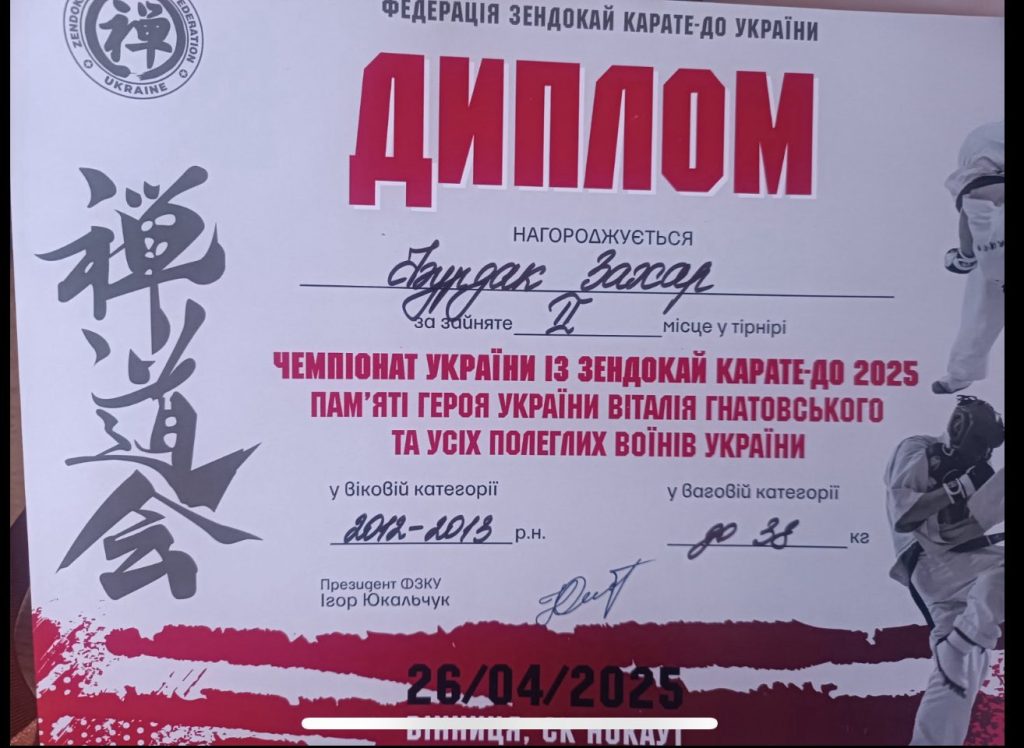 ФЕДЕРАЦІЯ ЗЕНДОКАЙ КАРАТЕ-ДО УКРАЇНИ
禅
UKRAINE
ДИПЛОМ
禅道会
НАГОРОДЖУЄТЬСЯ
Бурдак Захар
за зайняте II місце у тірнірі
ЧЕМПІОНАТ УКРАЇНИ ІЗ ЗЕНДОКАЙ КАРАТЕ-ДО 2025
ПАМ'ЯТІ ГЕРОЯ УКРАЇНИ ВІТАЛІЯ ГНАТОВСЬКОГО
ТА УСІХ ПОЛЕГЛИХ ВОЇНІВ УКРАЇНИ
у віковій категорії
у ваговій категорії
2012-2013 р.н.
до 38 кг
Президент ФЗКУ
Ігор Юкальчук
26/04/2025
ВІННИЦЯ, СК НОКАУТ